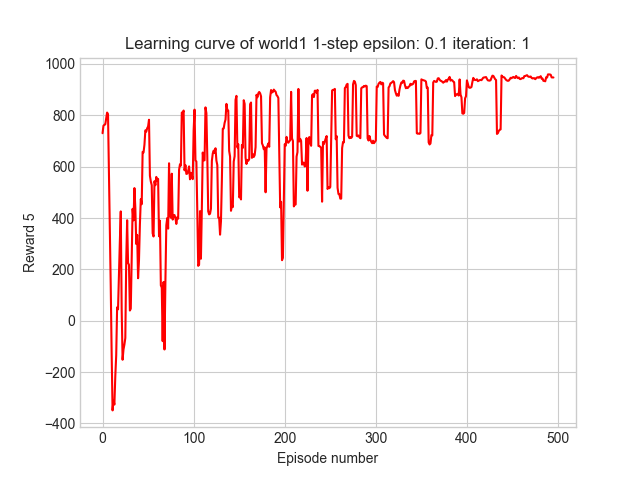 Learning curve of world1 1-step epsilon: 0.1 iteration: 1
1000
800
600
400
200
0
−200
−400
Reward 5
0 100 200 300 400 500
Episode number